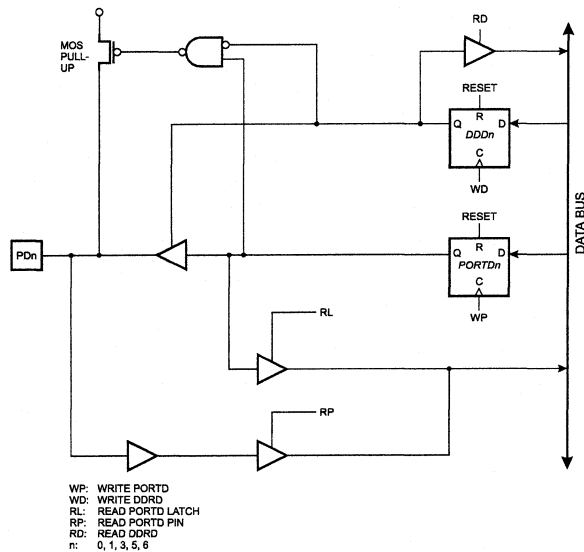 RD
MOS
PULL-
UP
RESET
R
Q
D
DDDn
C
WD
RESET
R
PDn
Q
D
PORTDn
C
WP
DATA BUS
RL
RP
WP: WRITE PORTD
WD: WRITE DDRD
RL: READ PORTD LATCH
RP: READ PORTD PIN
RD: READ DDRD
n: 0, 1, 3, 5, 6